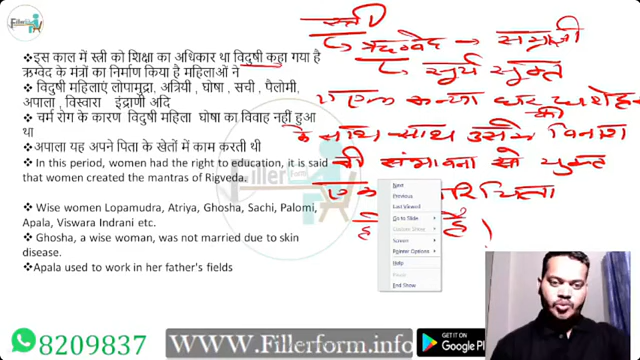 स्त्री
ऋग्वेद → सम्राज्ञी
सूर्य सूक्त
के साथ साथ उसके विनाश
की संभावना से युक्त
है
इस काल में स्त्री को शिक्षा का अधिकार था विदुषी कहा गया है
ऋग्वेद के मंत्रों का निर्माण किया है महिलाओं ने
विदुषी महिलाएं लोपामुद्रा, अत्रियी , घोषा , सची , पैलोमी ,
अपाला , विस्वारा इंद्राणी अदि
चर्म रोग के कारण विदुषी महिला घोषा का विवाह नहीं हुआ
था
अपाला यह अपने पिता के खेतों में काम करती थी
In this period, women had the right to education, it is said
that women created the mantras of Rigveda.
Wise women Lopamudra, Atriya, Ghosha, Sachi, Palomi,
Apala, Viswara Indrani etc.
Ghosha, a wise woman, was not married due to skin
disease.
Apala used to work in her father's fields
Next
Previous
Last Viewed
Go to Slide
Custom Show
Screen
Pointer Options
Help
Pause
End Show
8209837
www.Fillerform.info
GET IT ON
Google Pl